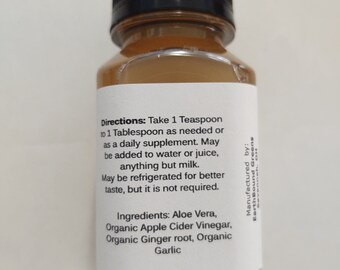 Directions: Take 1 Teaspoon
to 1 Tablespoon as needed or
as a daily supplement. May
be added to water or juice,
anything but milk.
May be refrigerated for better
taste, but it is not required.
Ingredients: Aloe Vera,
Organic Apple Cider Vinegar,
Organic Ginger root, Organic
Garlic
Manufactured by:
EarthBound Greens